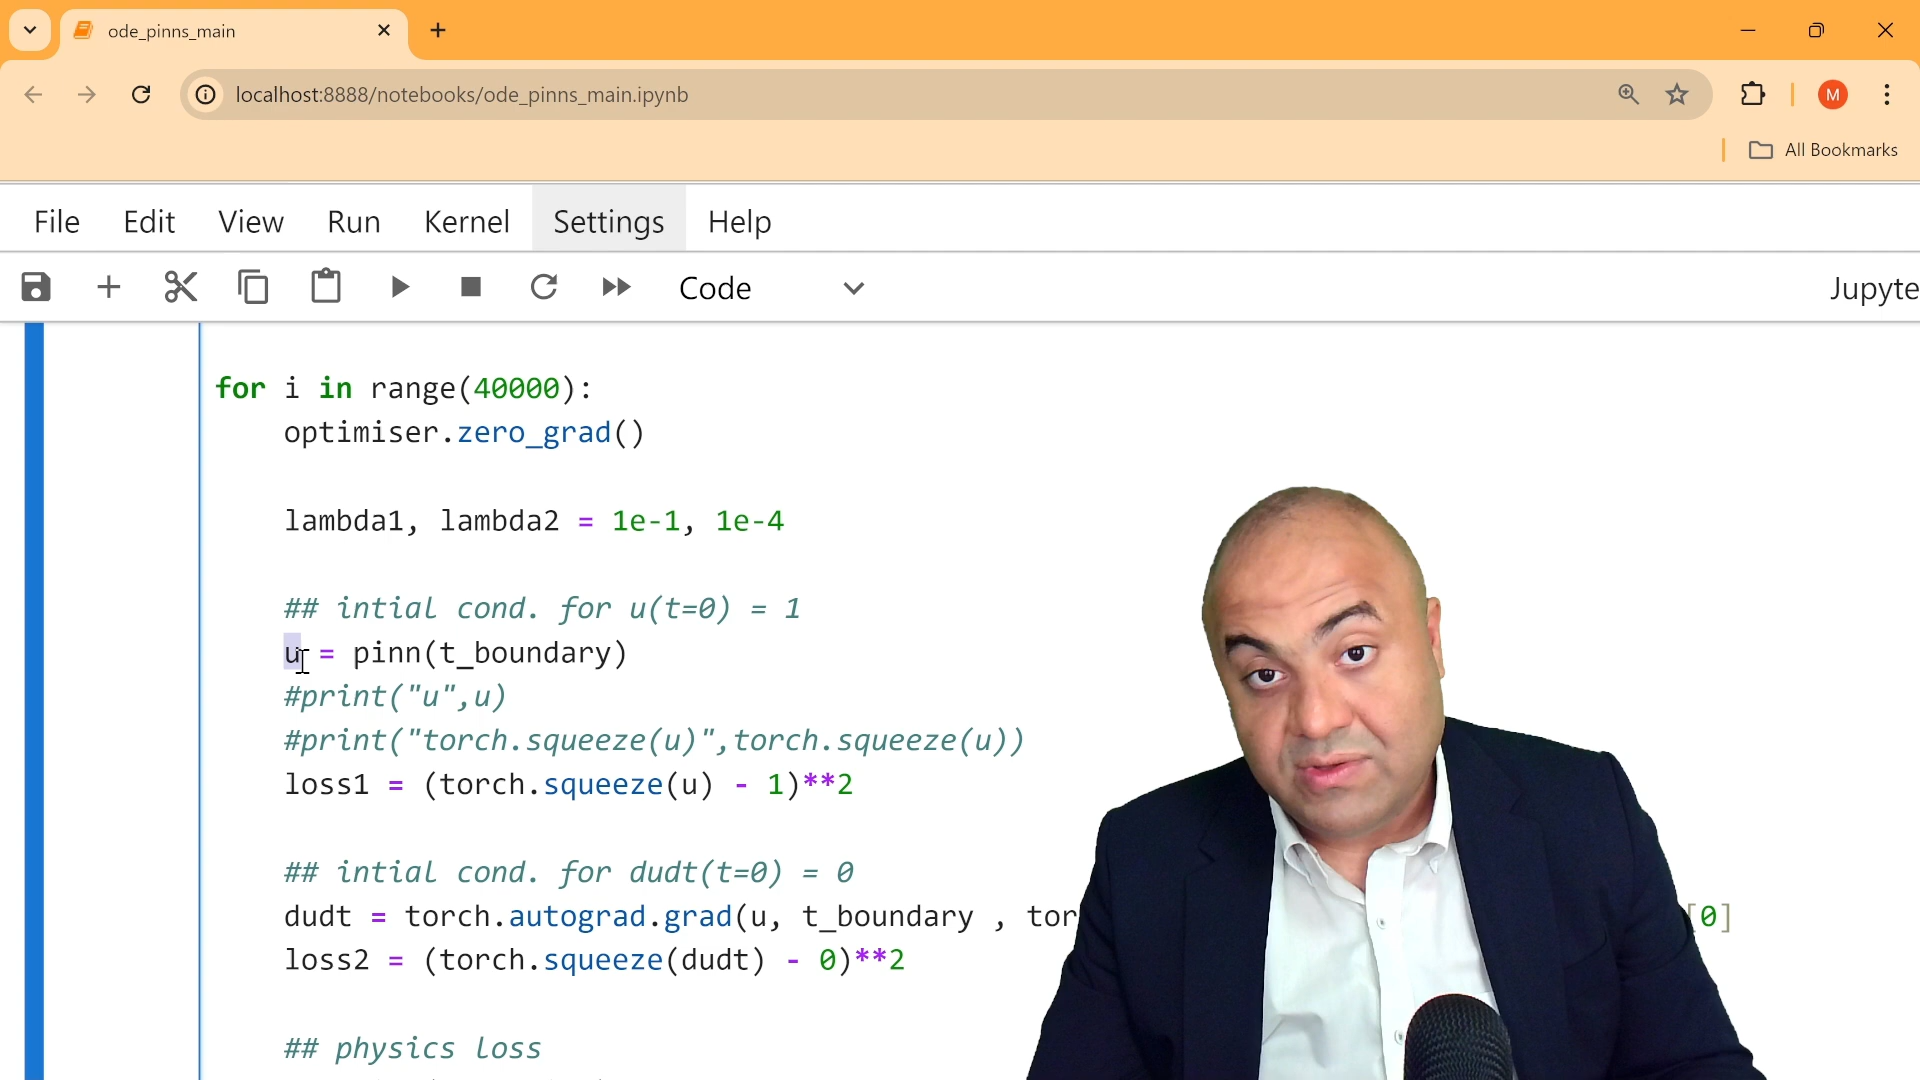 ode_pinns_main
localhost:8888/notebooks/ode_pinns_main.ipynb
M
All Bookmarks
File Edit View Run Kernel Settings Help
Code
Jupyte
for i in range(40000):
optimiser.zero_grad()
lambda1, lambda2 = 1e-1, 1e-4
## intial cond. for u(t=0) = 1
u = pinn(t_boundary)
#print("u",u)
#print("torch.squeeze(u)",torch.squeeze(u))
loss1 = (torch.squeeze(u) - 1)**2
## intial cond. for dudt(t=0) = 0
dudt = torch.autograd.grad(u, t_boundary , tor [0]
loss2 = (torch.squeeze(dudt) - 0)**2
## physics loss